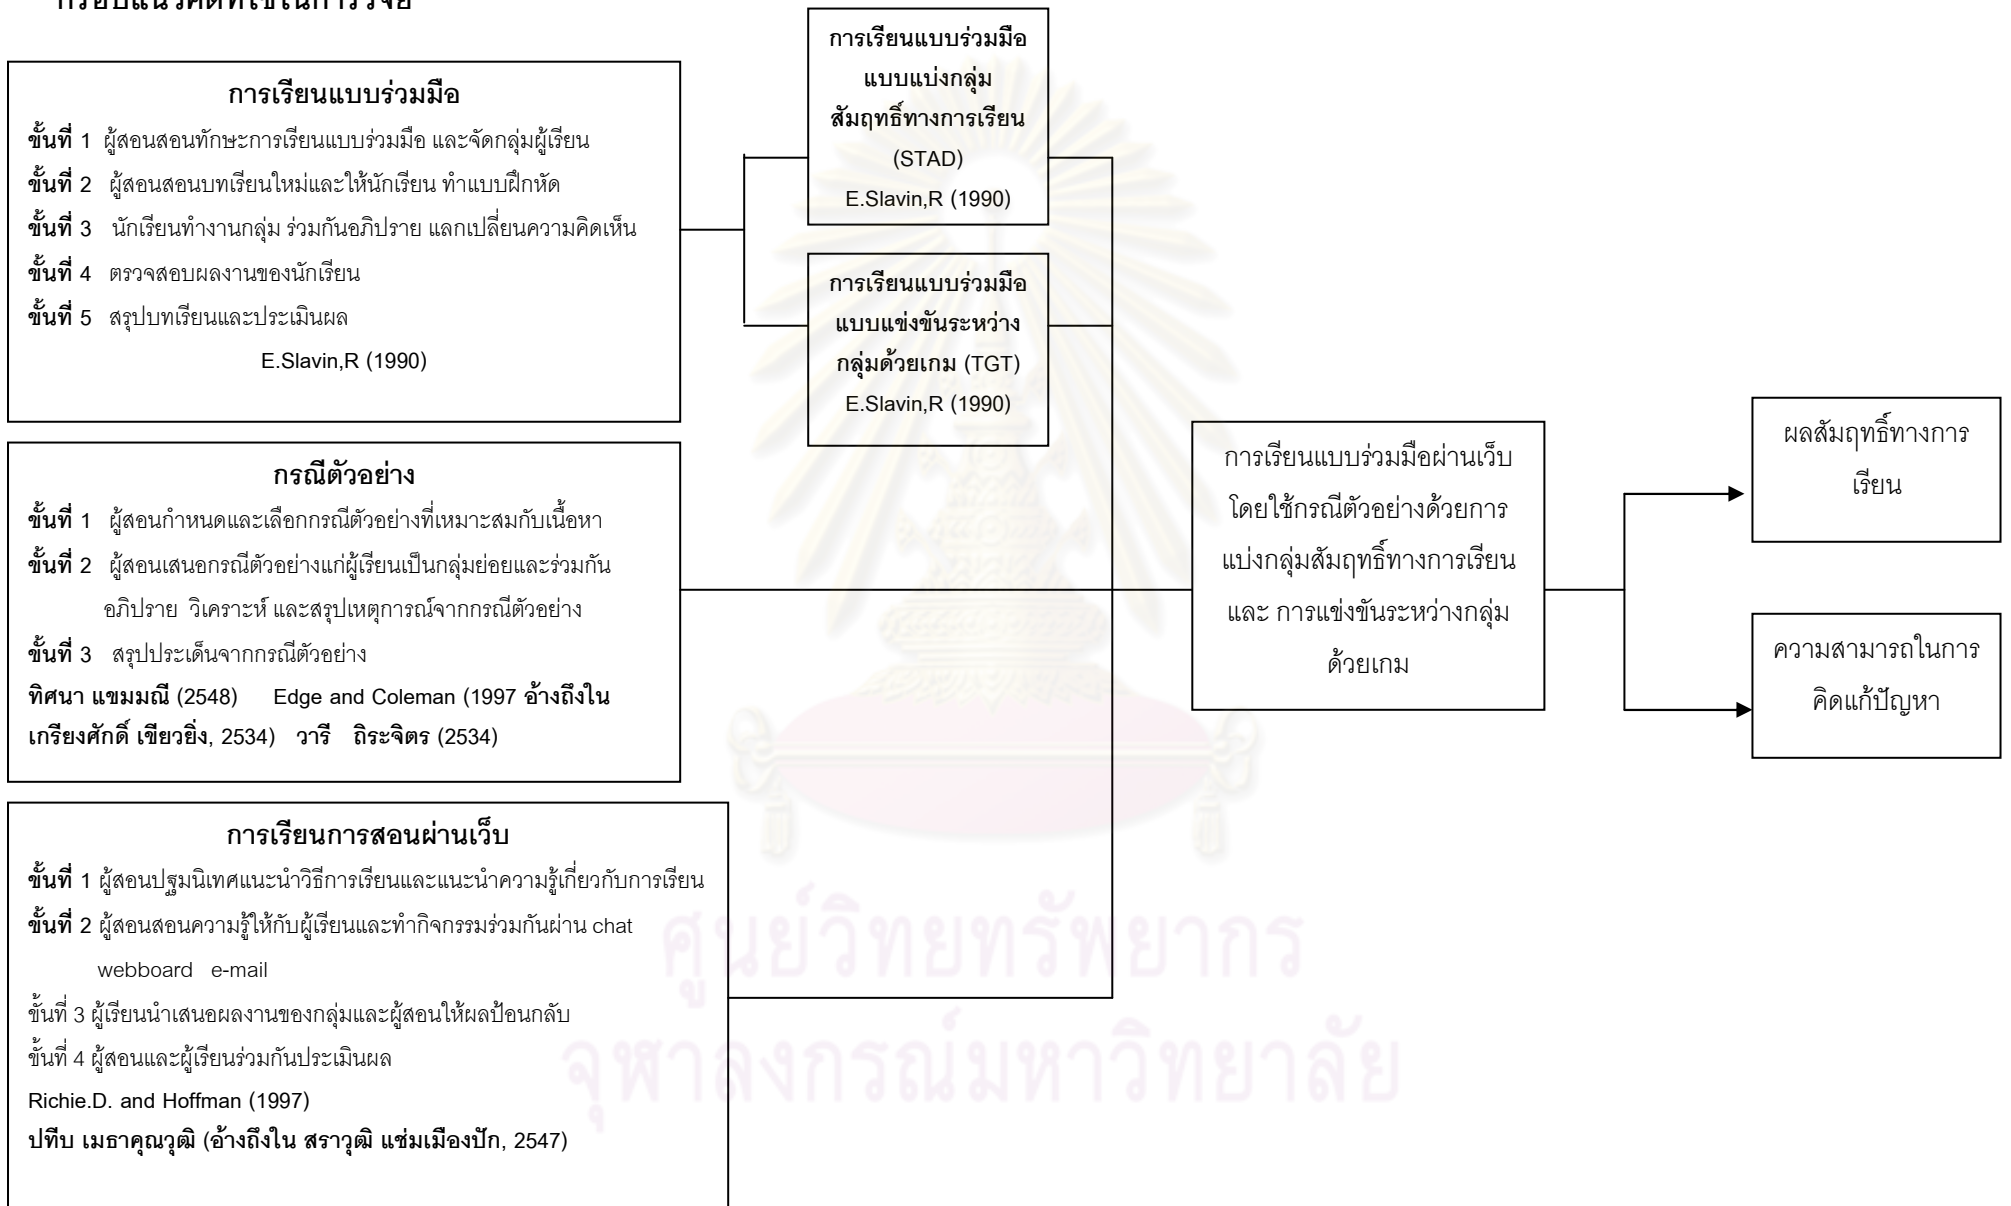 กรอบแนวคิดที่ใช้ในการวิจัย
การเรียนแบบร่วมมือ
ขั้นที่ 1 ผู้สอนสอนทักษะการเรียนแบบร่วมมือ และจัดกลุ่มผู้เรียน
ขั้นที่ 2 ผู้สอนสอนบทเรียนใหม่และให้นักเรียน ทำแบบฝึกหัด
ขั้นที่ 3 นักเรียนทำงานกลุ่ม ร่วมกันอภิปราย แลกเปลี่ยนความคิดเห็น
ขั้นที่ 4 ตรวจสอบผลงานของนักเรียน
ขั้นที่ 5 สรุปบทเรียนและประเมินผล
E.Slavin,R (1990)
การเรียนแบบร่วมมือ
แบบแบ่งกลุ่ม
สัมฤทธิ์ทางการเรียน
(STAD)
E.Slavin,R (1990)
การเรียนแบบร่วมมือ
แบบแข่งขันระหว่าง
กลุ่มด้วยเกม (TGT)
E.Slavin,R (1990)
กรณีตัวอย่าง
ขั้นที่ 1 ผู้สอนกำหนดและเลือกกรณีตัวอย่างที่เหมาะสมกับเนื้อหา
ขั้นที่ 2 ผู้สอนเสนอกรณีตัวอย่างแก่ผู้เรียนเป็นกลุ่มย่อยและร่วมกัน
อภิปราย วิเคราะห์ และสรุปเหตุการณ์จากกรณีตัวอย่าง
ขั้นที่ 3 สรุปประเด็นจากกรณีตัวอย่าง
ทิศนา แขมมณี (2548) Edge and Coleman (1997 อ้างถึงใน
เกรียงศักดิ์ เขียวยิ่ง, 2534) วารี ถิระจิตร (2534)
การเรียนการสอนผ่านเว็บ
ขั้นที่ 1 ผู้สอนปฐมนิเทศแนะนำวิธีการเรียนและแนะนำความรู้เกี่ยวกับการเรียน
ขั้นที่ 2 ผู้สอนสอนความรู้ให้กับผู้เรียนและทำกิจกรรมร่วมกันผ่าน chat
webboard e-mail
ขั้นที่ 3 ผู้เรียนนำเสนอผลงานของกลุ่มและผู้สอนให้ผลป้อนกลับ
ขั้นที่ 4 ผู้สอนและผู้เรียนร่วมกันประเมินผล
Richie.D. and Hoffman (1997)
ปทีป เมธาคุณวุฒิ (อ้างถึงใน สราวุฒิ แช่มเมืองปัก, 2547)
การเรียนแบบร่วมมือผ่านเว็บ
โดยใช้กรณีตัวอย่างด้วยการ
แบ่งกลุ่มสัมฤทธิ์ทางการเรียน
และ การแข่งขันระหว่างกลุ่ม
ด้วยเกม
ผลสัมฤทธิ์ทางการ
เรียน
ความสามารถในการ
คิดแก้ปัญหา
ศูนย์วิทยทรัพยากร
จุฬาลงกรณ์มหาวิทยาลัย